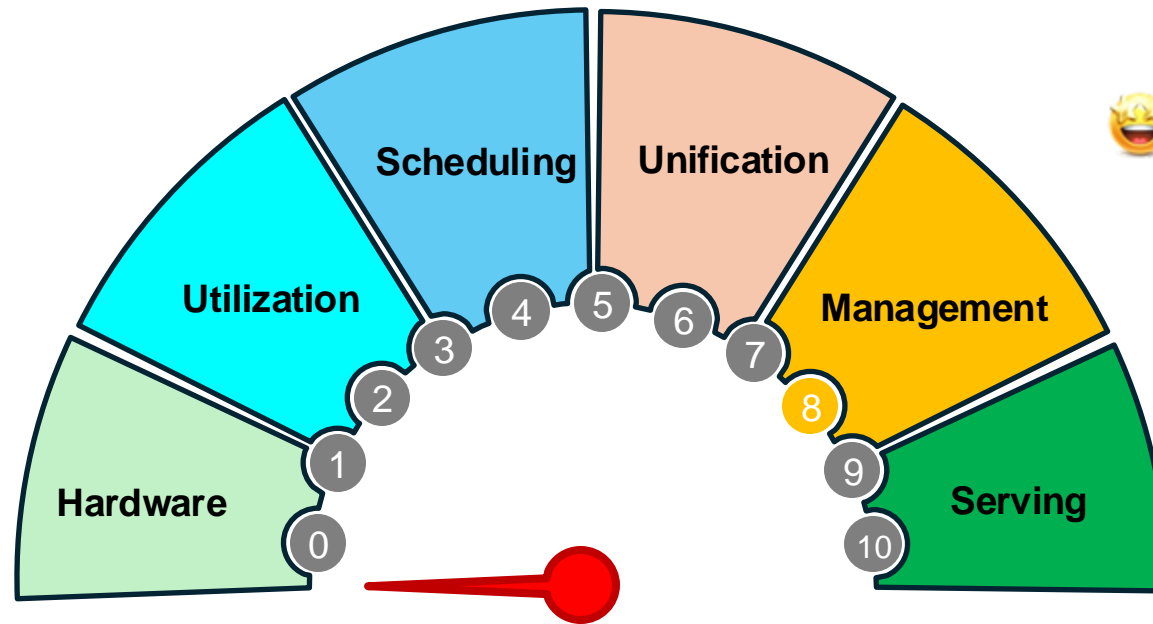 Scheduling
Unification
Utilization
Management
Hardware
Serving
0
1
2
3
4
5
6
7
8
9
10